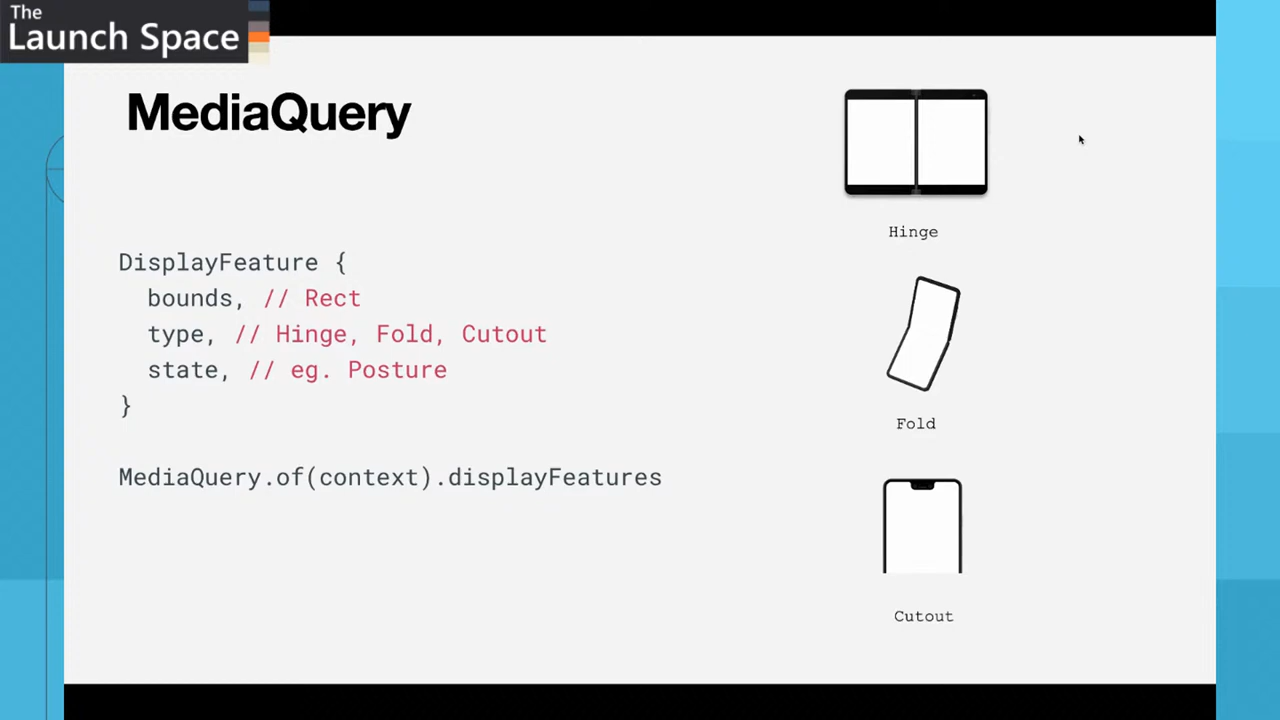 The
Launch Space
MediaQuery
DisplayFeature {
bounds, // Rect
type, // Hinge, Fold, Cutout
state, // eg. Posture
}
MediaQuery.of(context).displayFeatures
Hinge
Fold
Cutout